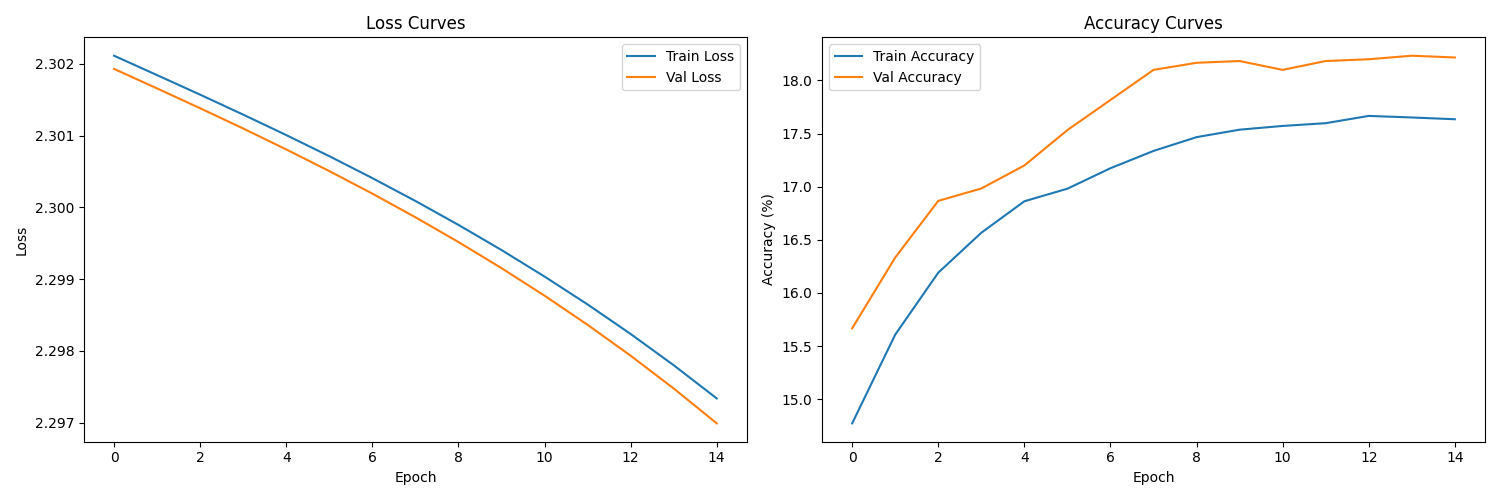 Loss Curves
Train Loss
Val Loss
2.302
2.301
2.300
2.299
2.298
2.297
Loss
0 2 4 6 8 10 12 14
Epoch
Accuracy Curves
Train Accuracy
Val Accuracy
18.0
17.5
17.0
16.5
16.0
15.5
15.0
Accuracy (%)
0 2 4 6 8 10 12 14
Epoch